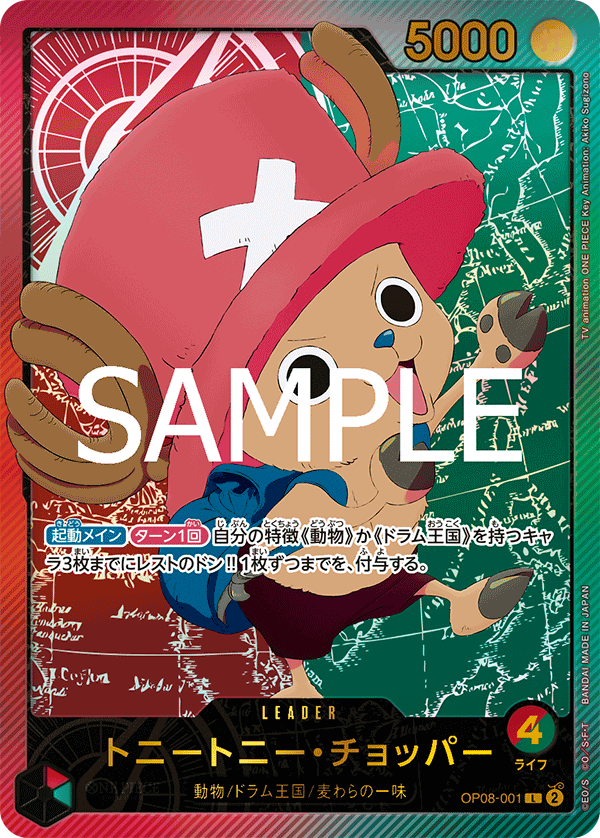 5000
TV animation ONE PIECE Key Animation: Akiko Sugizono
SAMPLE
起動メイン ターン1回 自分の特徴《動物》か《ドラム王国》を持つキャ
ラ3枚までにレストのドン!!1枚ずつまでを、付与する。
LEADER
トニートニー・チョッパー
4
ライフ
動物/ドラム王国/麦わらの一味
OP08-001 L 2
©E.O/S. ©O/S.F.T BANDAI MADE IN JAPAN